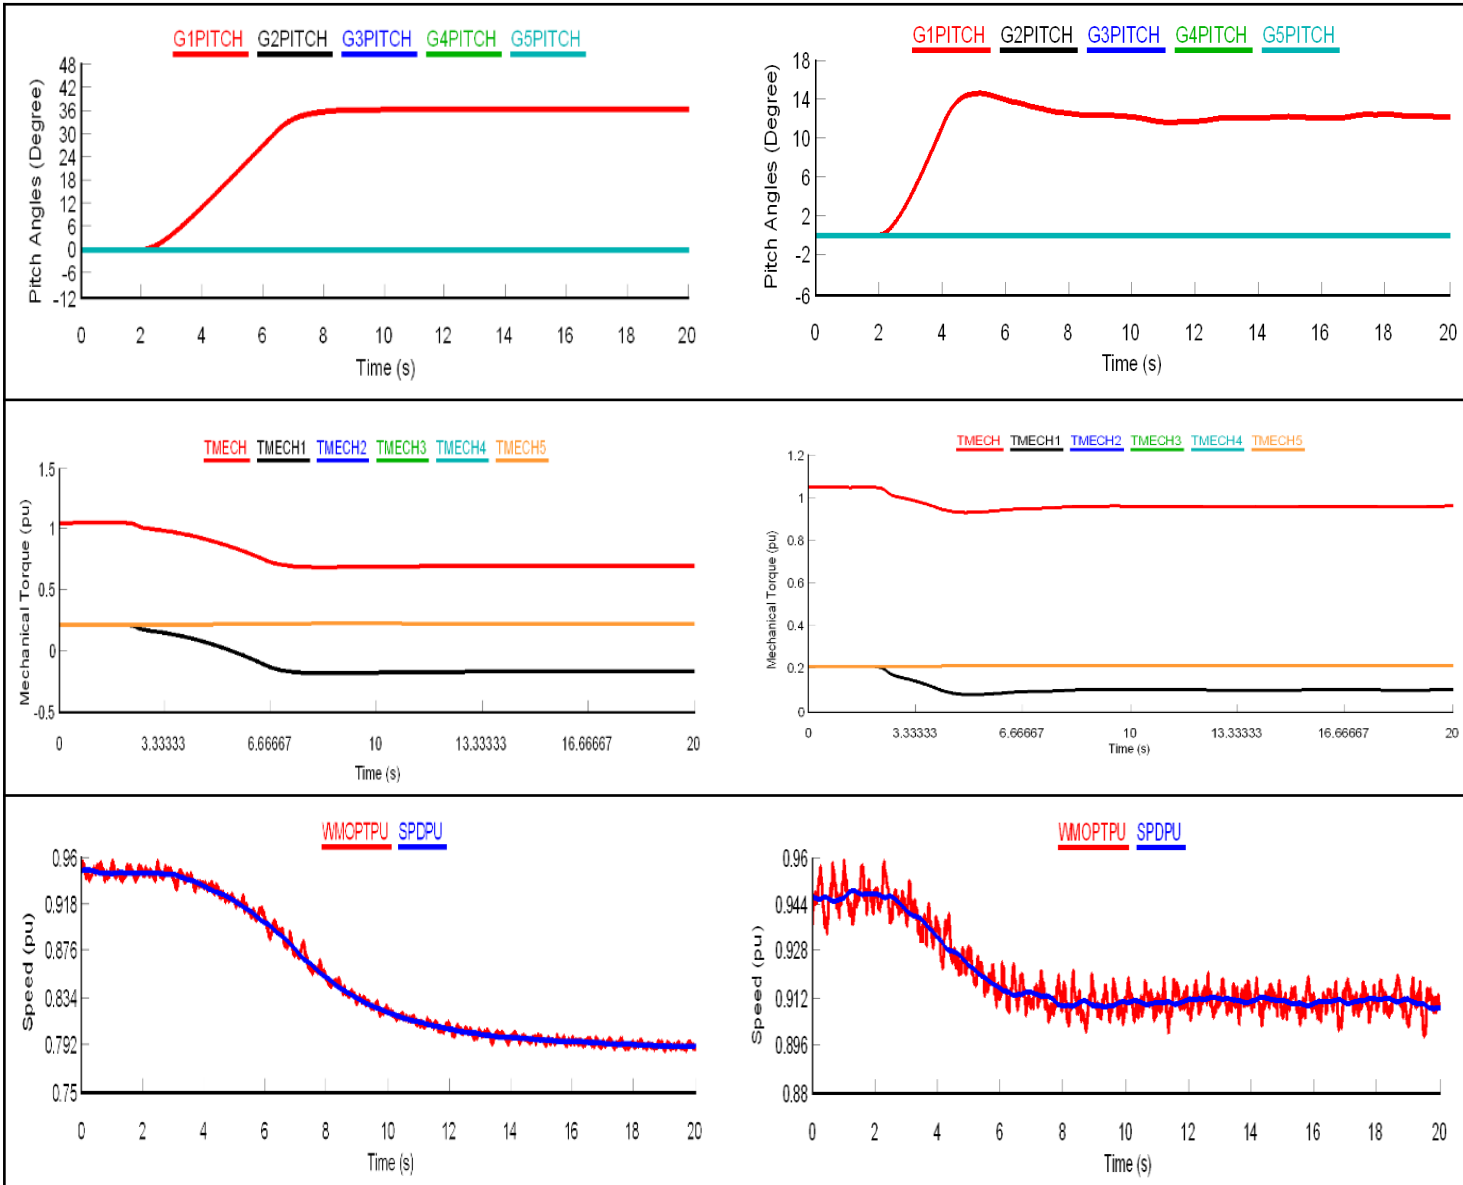 G1PITCH G2PITCH G3PITCH G4PITCH G5PITCH
Pitch Angles (Degree)
48
42
36
30
24
18
12
6
0
-6
-12
0 2 4 6 8 10 12 14 16 18 20
Time (s)
G1PITCH G2PITCH G3PITCH G4PITCH G5PITCH
Pitch Angles (Degree)
18
14
10
6
2
-2
-6
0 2 4 6 8 10 12 14 16 18 20
Time (s)
TMECH TMECH1 TMECH2 TMECH3 TMECH4 TMECH5
Mechanical Torque (pu)
1.5
1
0.5
0
-0.5
0 3.33333 6.66667 10 13.33333 16.66667 20
Time (s)
TMECH TMECH1 TMECH2 TMECH3 TMECH4 TMECH5
Mechanical Torque (pu)
1.2
1
0.8
0.6
0.4
0.2
0
0 3.33333 6.66667 10 13.33333 16.66667 20
Time (s)
WMOPTPU SPDPU
Speed (pu)
0.96
0.918
0.876
0.834
0.792
0.75
0 2 4 6 8 10 12 14 16 18 20
Time (s)
WMOPTPU SPDPU
Speed (pu)
0.96
0.944
0.928
0.912
0.896
0.88
0 2 4 6 8 10 12 14 16 18 20
Time (s)